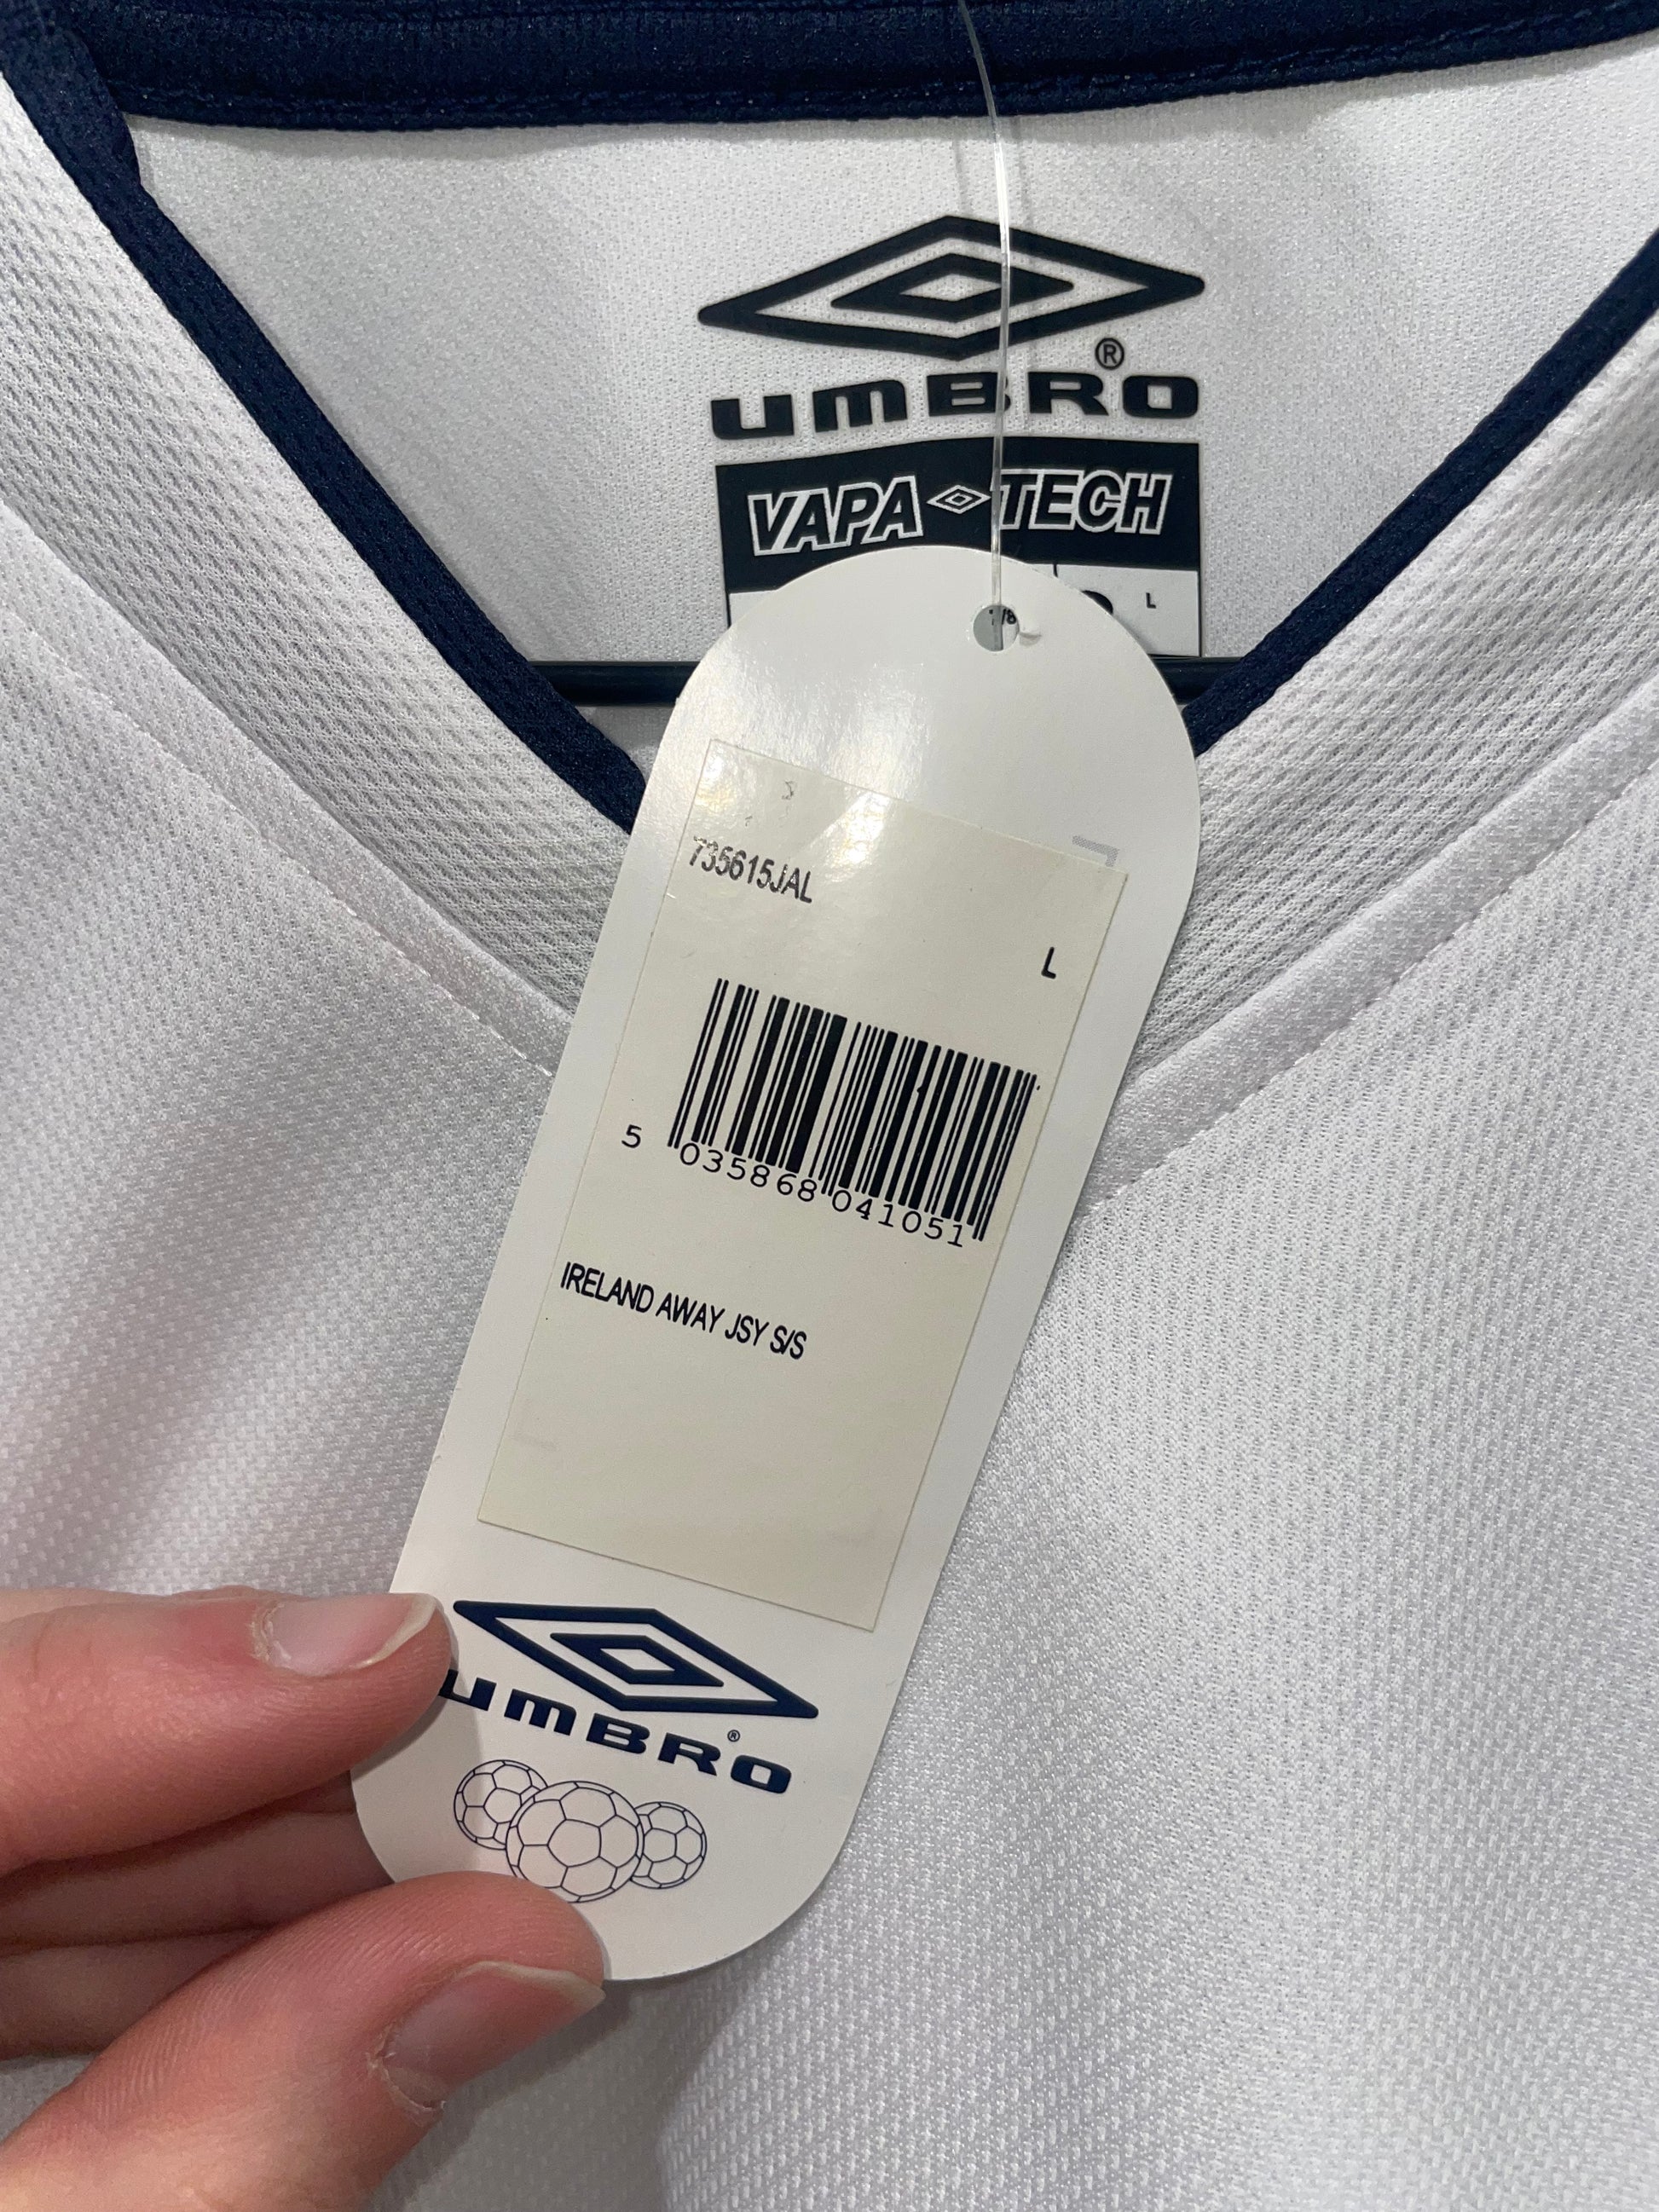 UMBRO®
VAPA TECH
L
735615JAL
L
5 035868 041051
IRELAND AWAY JSY S/S
UMBRO®